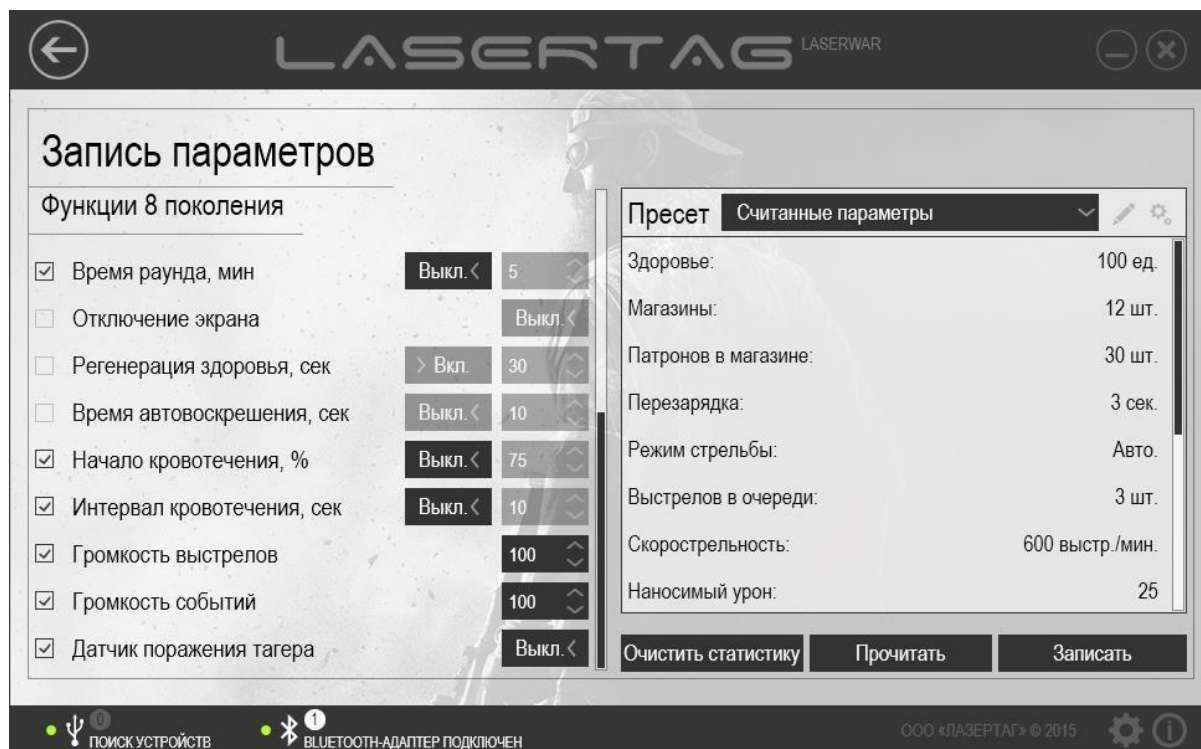 LASERTAG LASERWAR
Запись параметров
Функции 8 поколения
Время раунда, мин Выкл. 5
Отключение экрана Выкл.
Регенерация здоровья, сек Вкл. 30
Время автовоскрешения, сек Выкл. 10
Начало кровотечения, % Выкл. 75
Интервал кровотечения, сек Выкл. 10
Громкость выстрелов 100
Громкость событий 100
Датчик поражения тагера Выкл.
Пресет Считанные параметры
Здоровье: 100 ед.
Магазины: 12 шт.
Патронов в магазине: 30 шт.
Перезарядка: 3 сек.
Режим стрельбы: Авто.
Выстрелов в очереди: 3 шт.
Скорострельность: 600 выстр./мин.
Наносимый урон: 25
Очистить статистику Прочитать Записать
0 ПОИСК УСТРОЙСТВ 1 BLUETOOTH-АДАПТЕР ПОДКЛЮЧЕН ООО «ЛАЗЕРТАГ» © 2015